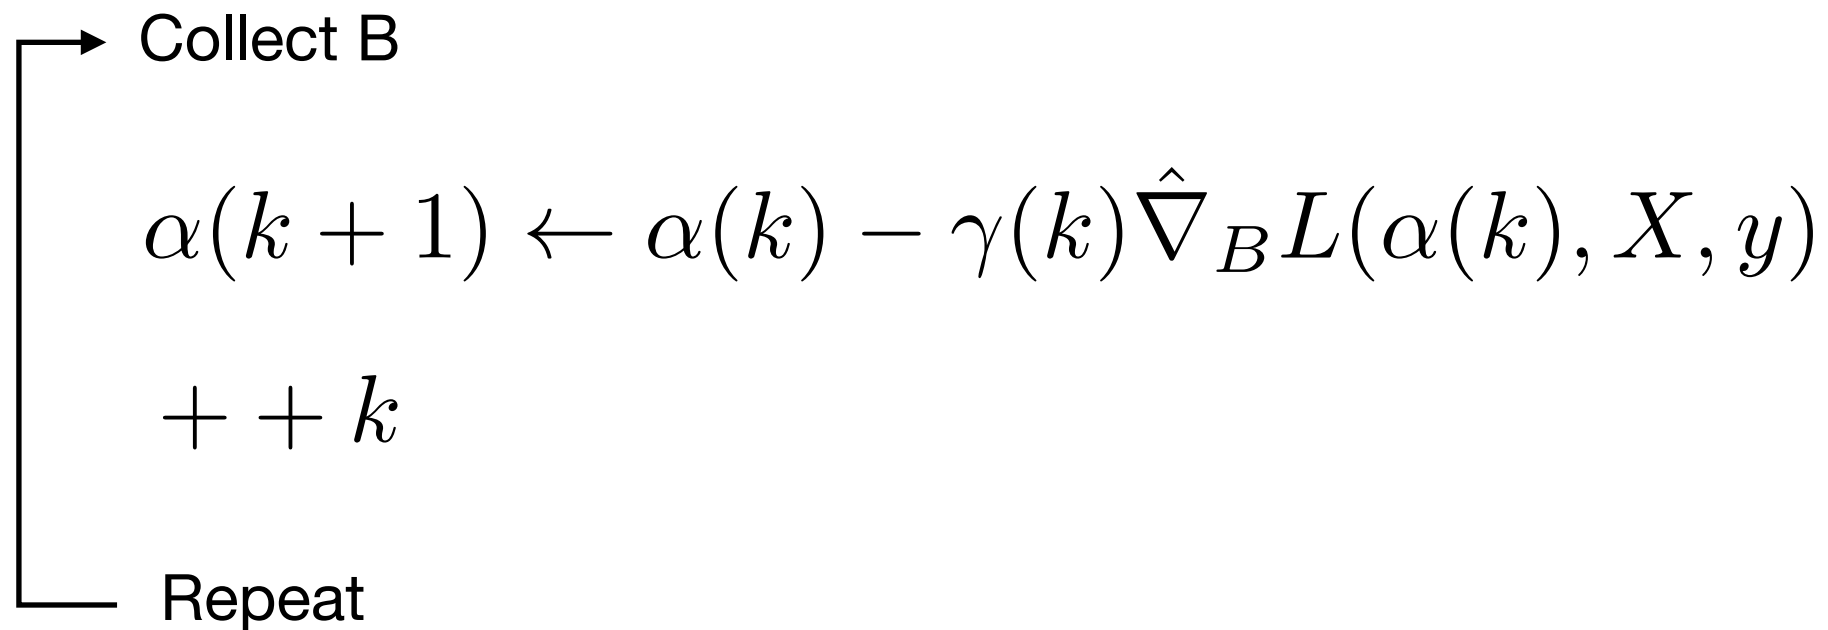 Collect B
α(k + 1) ← α(k) − γ(k)∇̂_B L(α(k), X, y)
+ + k
Repeat